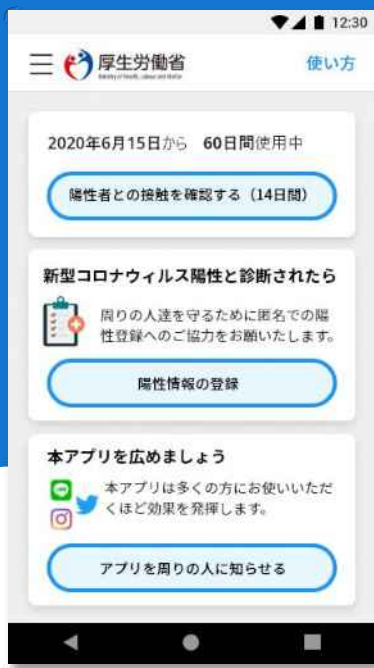 12:30
厚生労働省
使い方
2020年6月15日から 60日間使用中
陽性者との接触を確認する（14日間）
新型コロナウィルス陽性と診断されたら
周りの人達を守るために匿名での陽
性登録へのご協力をお願いいたします。
陽性情報の登録
本アプリを広めましょう
本アプリは多くの方にお使いいただ
くほど効果を発揮します。
アプリを周りの人に知らせる